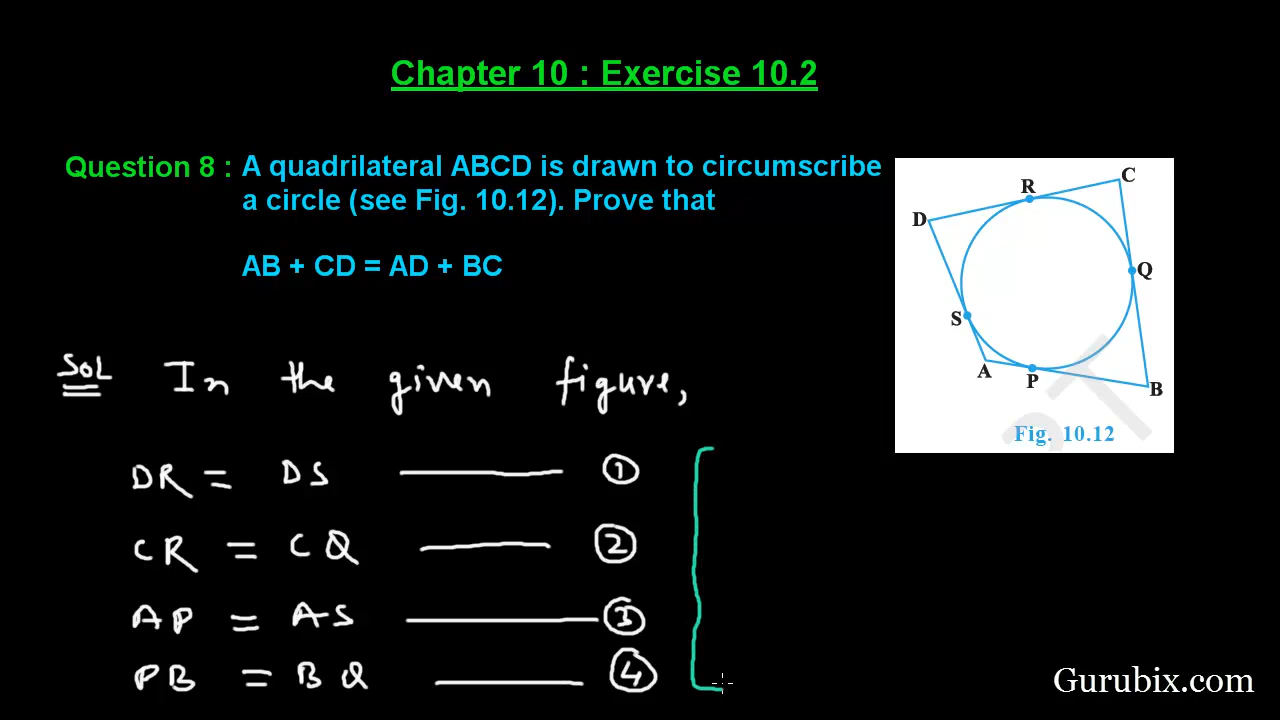 Chapter 10 : Exercise 10.2
Question 8 : A quadrilateral ABCD is drawn to circumscribe
a circle (see Fig. 10.12). Prove that
AB + CD = AD + BC
R
C
D
Q
S
A
P
B
Fig. 10.12
SOL In the given figure,
DR = DS ——— 1
CR = CQ ——— 2
AP = AS ——— 3
PB = BQ ——— 4
Gurubix.com